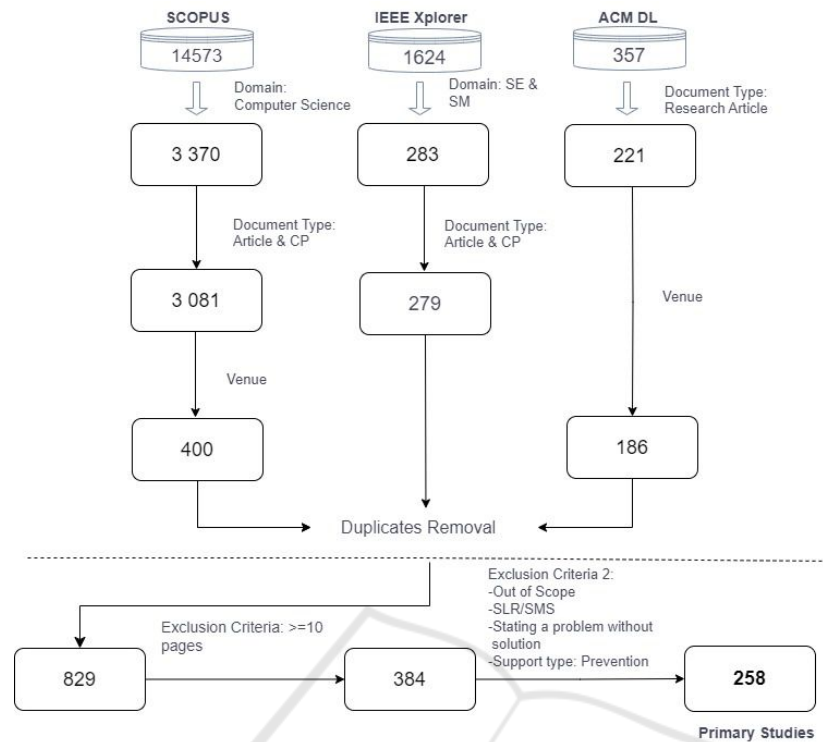 SCOPUS
IEEE Xplorer
ACM DL
14573
1624
357
Domain:
Computer Science
Domain: SE &
SM
Document Type:
Research Article
3 370
283
221
Document Type:
Article & CP
Document Type:
Article & CP
3 081
279
Venue
Venue
400
186
Duplicates Removal
Exclusion Criteria: >=10
pages
Exclusion Criteria 2:
-Out of Scope
-SLR/SMS
-Stating a problem without
solution
-Support type: Prevention
829
384
258
Primary Studies